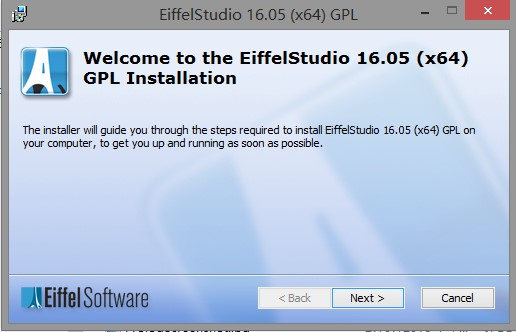 EiffelStudio 16.05 (x64) GPL
Welcome to the EiffelStudio 16.05 (x64)
GPL Installation
The installer will guide you through the steps required to install EiffelStudio 16.05 (x64) GPL on
your computer, to get you up and running as soon as possible.
Eiffel Software
< Back
Next >
Cancel